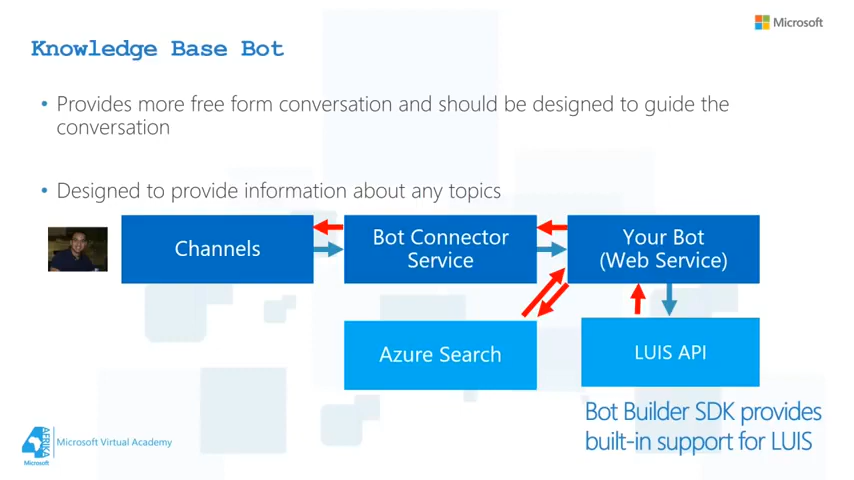 Microsoft
Knowledge Base Bot
• Provides more free form conversation and should be designed to guide the
conversation
• Designed to provide information about any topics
Channels
Bot Connector
Service
Your Bot
(Web Service)
Azure Search
LUIS API
Bot Builder SDK provides
built-in support for LUIS
4AFRIKA
Microsoft
Microsoft Virtual Academy